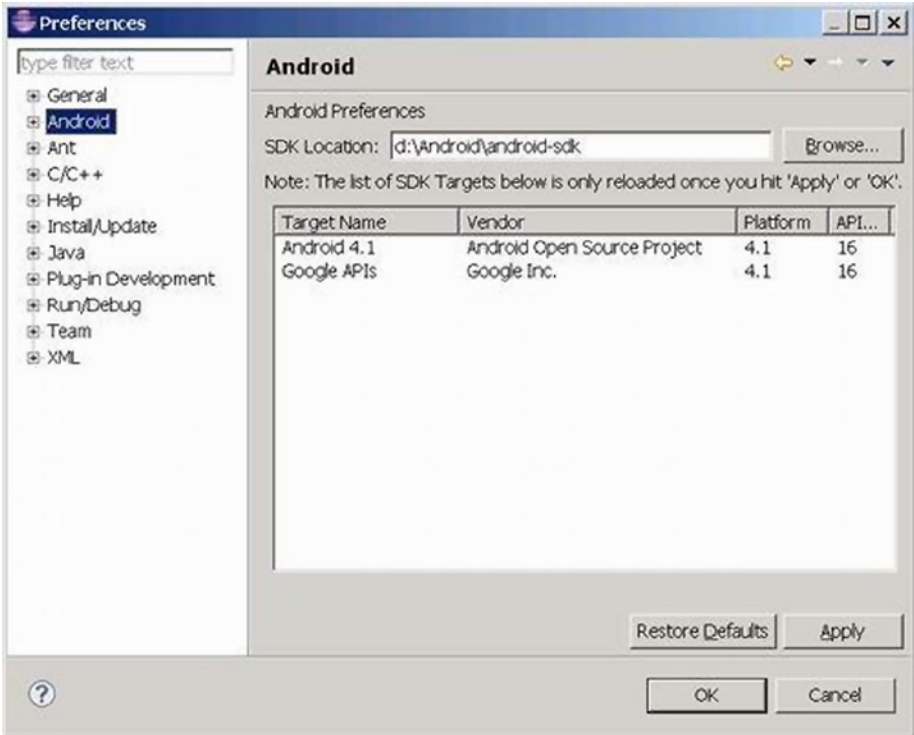 Preferences
type filter text
General
Android
Ant
C/C++
Help
Install/Update
Java
Plug-in Development
Run/Debug
Team
XML
Android
Android Preferences
SDK Location: d:\Android\android-sdk Browse...
Note: The list of SDK Targets below is only reloaded once you hit 'Apply' or 'OK'.
Target Name Vendor Platform API...
Android 4.1 Android Open Source Project 4.1 16
Google APIs Google Inc. 4.1 16
Restore Defaults Apply
? OK Cancel